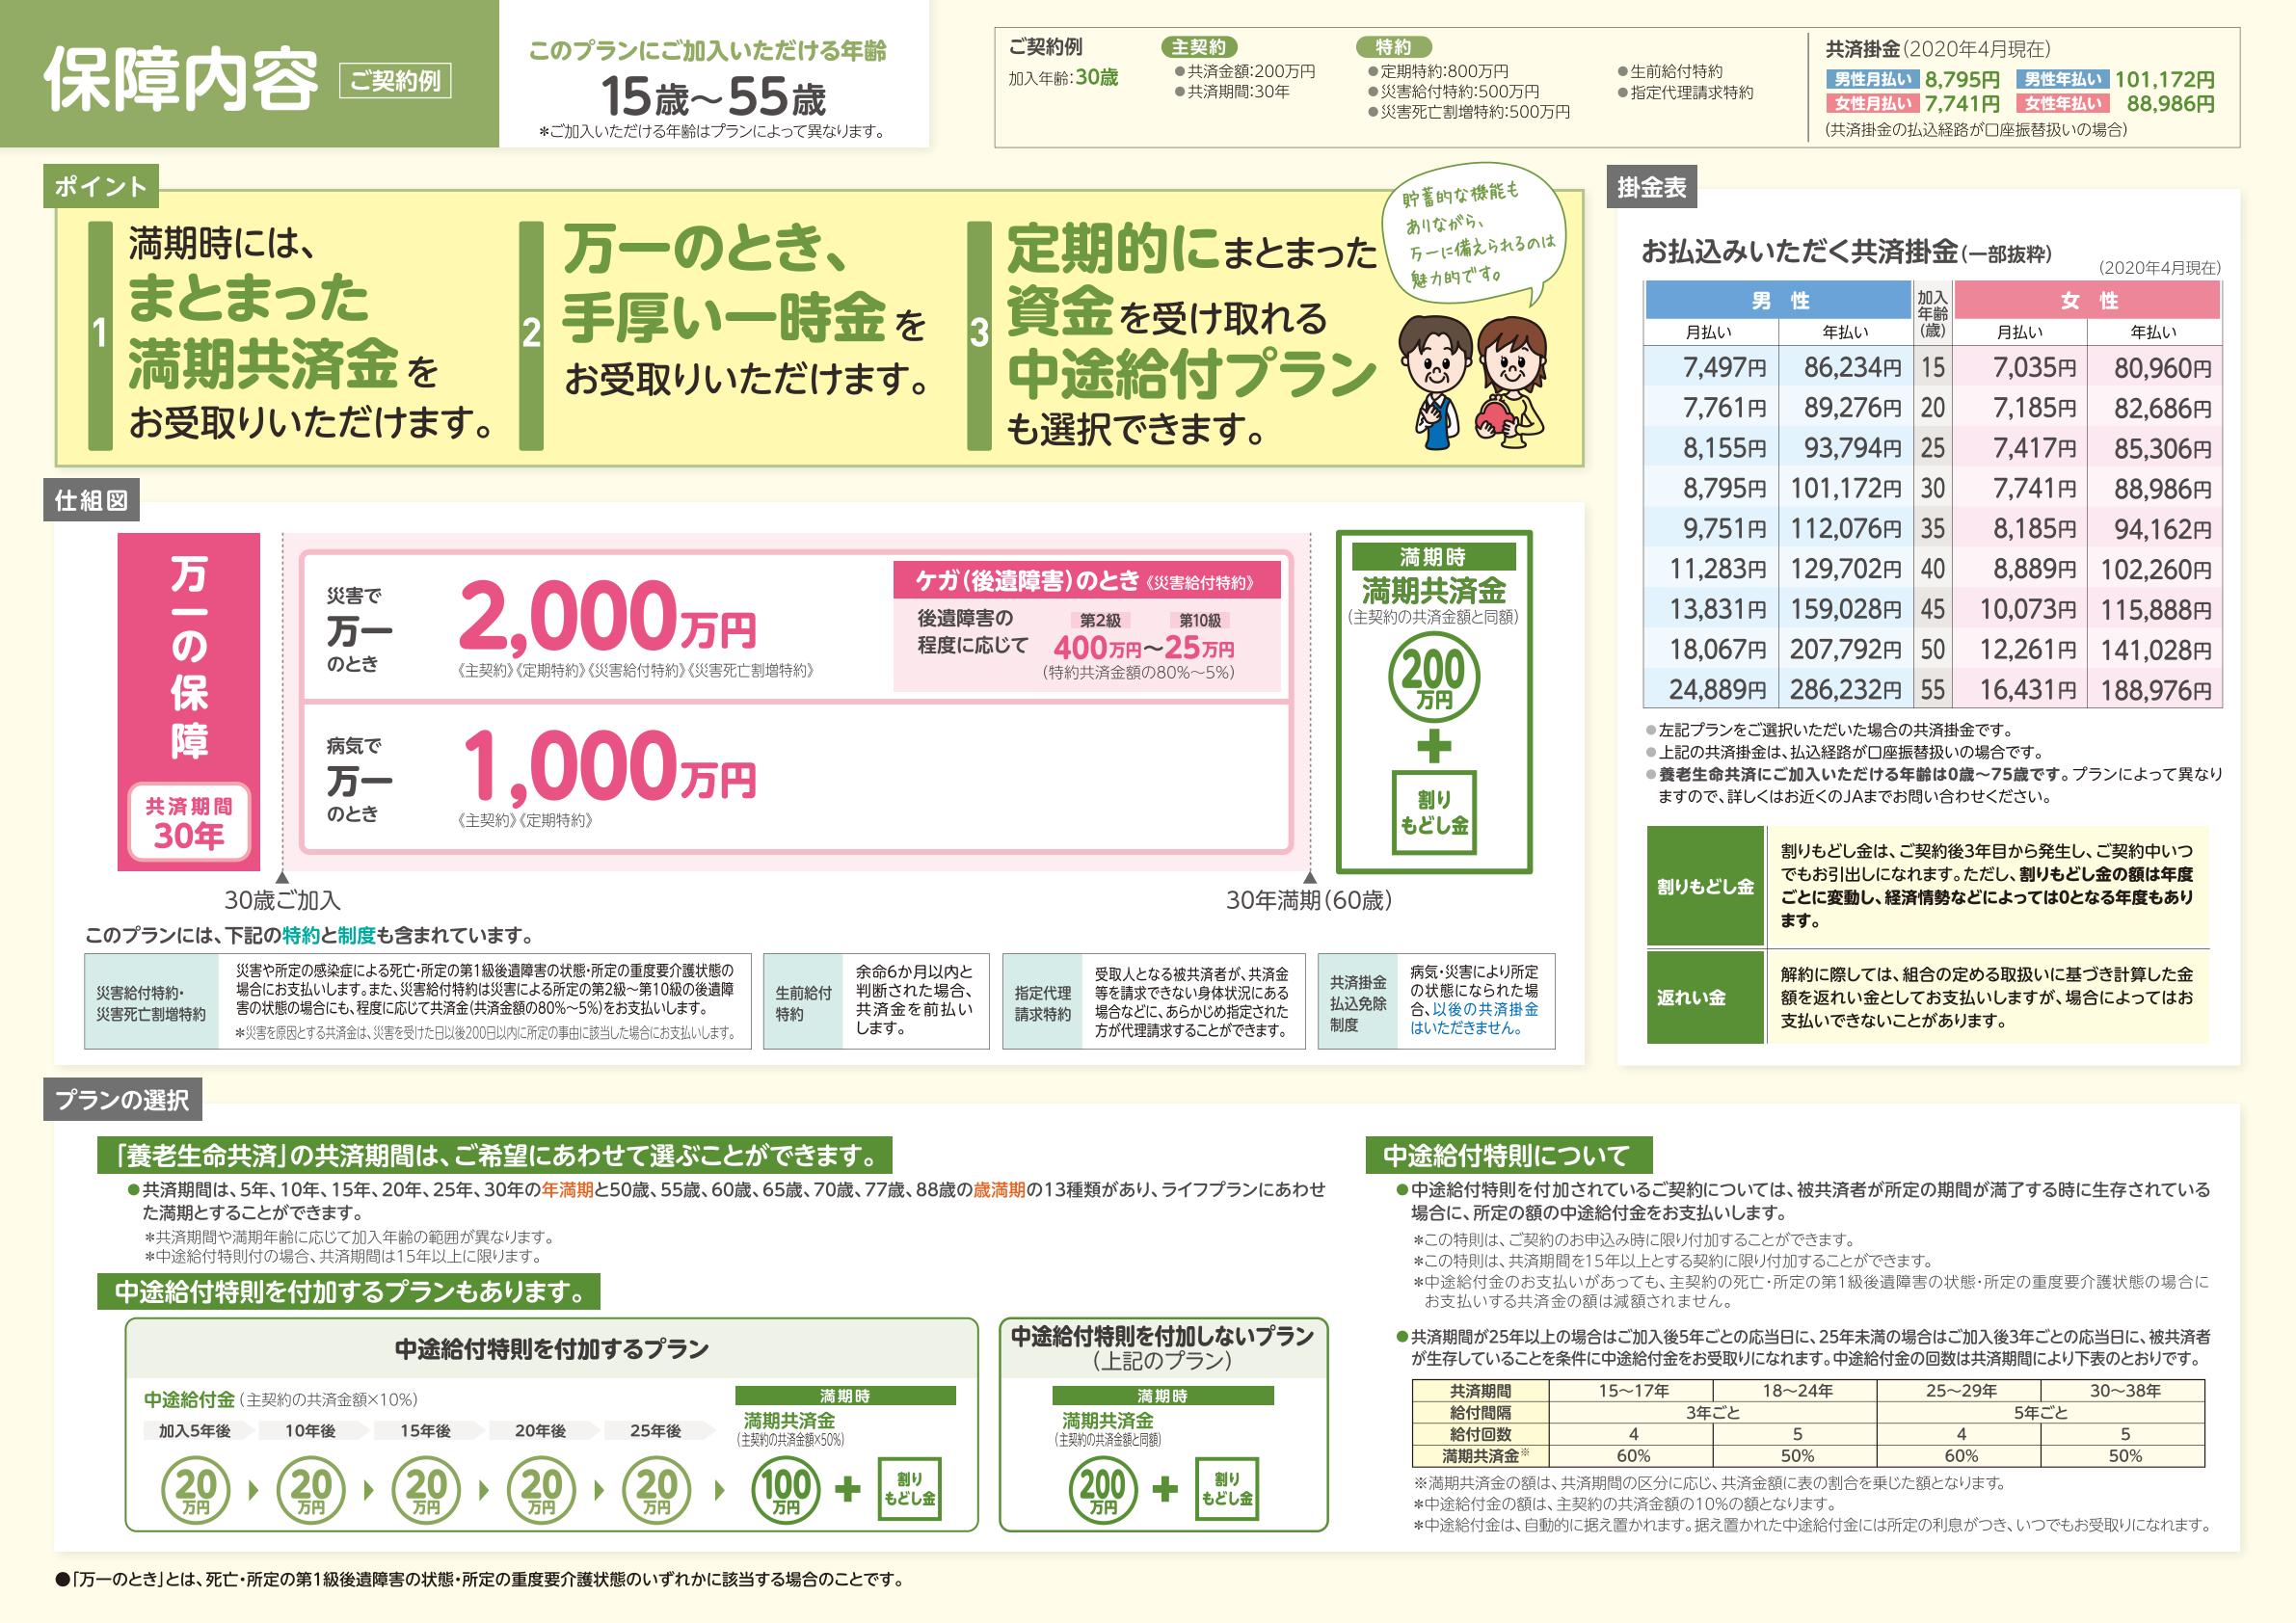 保障内容 ご契約例
このプランにご加入いただける年齢
15歳〜55歳
＊ご加入いただける年齢はプランによって異なります。
ご契約例
加入年齢:30歳
主契約
●共済金額:200万円
●共済期間:30年
特約
●定期特約:800万円
●災害給付特約:500万円
●災害死亡割増特約:500万円
●生前給付特約
●指定代理請求特約
共済掛金(2020年4月現在)
男性月払い 8,795円 男性年払い 101,172円
女性月払い 7,741円 女性年払い 88,986円
(共済掛金の払込経路が口座振替扱いの場合)
ポイント
1
満期時には、
まとまった
満期共済金を
お受取りいただけます。
2
万一のとき、
手厚い一時金を
お受取りいただけます。
3
定期的にまとまった
資金を受け取れる
中途給付プラン
も選択できます。
貯蓄的な機能も
ありながら、
万一に備えられるのは
魅力的です。
仕組図
万一の保障
共済期間
30年
災害で
万一
のとき
2,000万円
《主契約》《定期特約》《災害給付特約》《災害死亡割増特約》
ケガ(後遺障害)のとき《災害給付特約》
後遺障害の
程度に応じて
第2級 第10級
400万円〜25万円
(特約共済金額の80%〜5%)
病気で
万一
のとき
1,000万円
《主契約》《定期特約》
満期時
満期共済金
(主契約の共済金額と同額)
200
万円
+
割り
もどし金
30歳ご加入
30年満期(60歳)
このプランには、下記の特約と制度も含まれています。
災害給付特約・
災害死亡割増特約
災害や所定の感染症による死亡・所定の第1級後遺障害の状態・所定の重度要介護状態の
場合にお支払いします。また、災害給付特約は災害による所定の第2級〜第10級の後遺障
害の状態の場合にも、程度に応じて共済金(共済金額の80%〜5%)をお支払いします。
＊災害を原因とする共済金は、災害を受けた日以後200日以内に所定の事由に該当した場合にお支払いします。
生前給付
特約
余命6か月以内と
判断された場合、
共済金を前払い
します。
指定代理
請求特約
受取人となる被共済者が、共済金
等を請求できない身体状況にある
場合などに、あらかじめ指定された
方が代理請求することができます。
共済掛金
払込免除
制度
病気・災害により所定
の状態になられた場
合、以後の共済掛金
はいただきません。
掛金表
お払込みいただく共済掛金(一部抜粋)
(2020年4月現在)
男 性 加入年齢(歳) 女 性
月払い 年払い 月払い 年払い
7,497円 86,234円 15 7,035円 80,960円
7,761円 89,276円 20 7,185円 82,686円
8,155円 93,794円 25 7,417円 85,306円
8,795円 101,172円 30 7,741円 88,986円
9,751円 112,076円 35 8,185円 94,162円
11,283円 129,702円 40 8,889円 102,260円
13,831円 159,028円 45 10,073円 115,888円
18,067円 207,792円 50 12,261円 141,028円
24,889円 286,232円 55 16,431円 188,976円
●左記プランをご選択いただいた場合の共済掛金です。
●上記の共済掛金は、払込経路が口座振替扱いの場合です。
●養老生命共済にご加入いただける年齢は0歳〜75歳です。プランによって異なり
ますので、詳しくはお近くのJAまでお問い合わせください。
割りもどし金
割りもどし金は、ご契約後3年目から発生し、ご契約中いつ
でもお引出しになれます。ただし、割りもどし金の額は年度
ごとに変動し、経済情勢などによっては0となる年度もあり
ます。
返れい金
解約に際しては、組合の定める取扱いに基づき計算した金
額を返れい金としてお支払いしますが、場合によってはお
支払いできないことがあります。
プランの選択
「養老生命共済」の共済期間は、ご希望にあわせて選ぶことができます。
●共済期間は、5年、10年、15年、20年、25年、30年の年満期と50歳、55歳、60歳、65歳、70歳、77歳、88歳の歳満期の13種類があり、ライフプランにあわせ
た満期とすることができます。
＊共済期間や満期年齢に応じて加入年齢の範囲が異なります。
＊中途給付特則付の場合、共済期間は15年以上に限ります。
中途給付特則を付加するプランもあります。
中途給付特則を付加するプラン
中途給付金(主契約の共済金額×10%)
加入5年後 10年後 15年後 20年後 25年後
20万円 20万円 20万円 20万円 20万円
満期時
満期共済金
(主契約の共済金額×50%)
100万円 + 割りもどし金
中途給付特則を付加しないプラン
(上記のプラン)
満期時
満期共済金
(主契約の共済金額と同額)
200万円 + 割りもどし金
中途給付特則について
●中途給付特則を付加されているご契約については、被共済者が所定の期間が満了する時に生存されている
場合に、所定の額の中途給付金をお支払いします。
＊この特則は、ご契約のお申込み時に限り付加することができます。
＊この特則は、共済期間を15年以上とする契約に限り付加することができます。
＊中途給付金のお支払いがあっても、主契約の死亡・所定の第1級後遺障害の状態・所定の重度要介護状態の場合に
お支払いする共済金の額は減額されません。
●共済期間が25年以上の場合はご加入後5年ごとの応当日に、25年未満の場合はご加入後3年ごとの応当日に、被共済者
が生存していることを条件に中途給付金をお受取りになれます。中途給付金の回数は共済期間により下表のとおりです。
共済期間 15〜17年 18〜24年 25〜29年 30〜38年
給付間隔 3年ごと 5年ごと
給付回数 4 5 4 5
満期共済金※ 60% 50% 60% 50%
※満期共済金の額は、共済期間の区分に応じ、共済金額に表の割合を乗じた額となります。
＊中途給付金の額は、主契約の共済金額の10%の額となります。
＊中途給付金は、自動的に据え置かれます。据え置かれた中途給付金には所定の利息がつき、いつでもお受取りになれます。
●「万一のとき」とは、死亡・所定の第1級後遺障害の状態・所定の重度要介護状態のいずれかに該当する場合のことです。